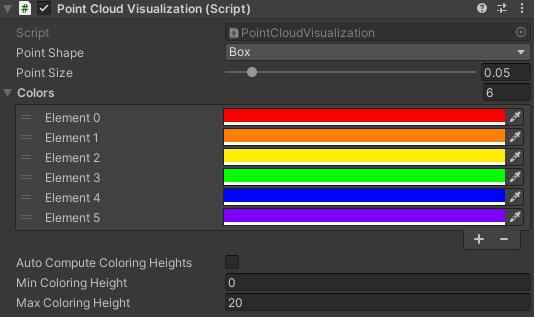 # Point Cloud Visualization (Script)
Script PointCloudVisualization
Point Shape Box
Point Size 0.05
Colors 6
Element 0
Element 1
Element 2
Element 3
Element 4
Element 5
+ −
Auto Compute Coloring Heights
Min Coloring Height 0
Max Coloring Height 20